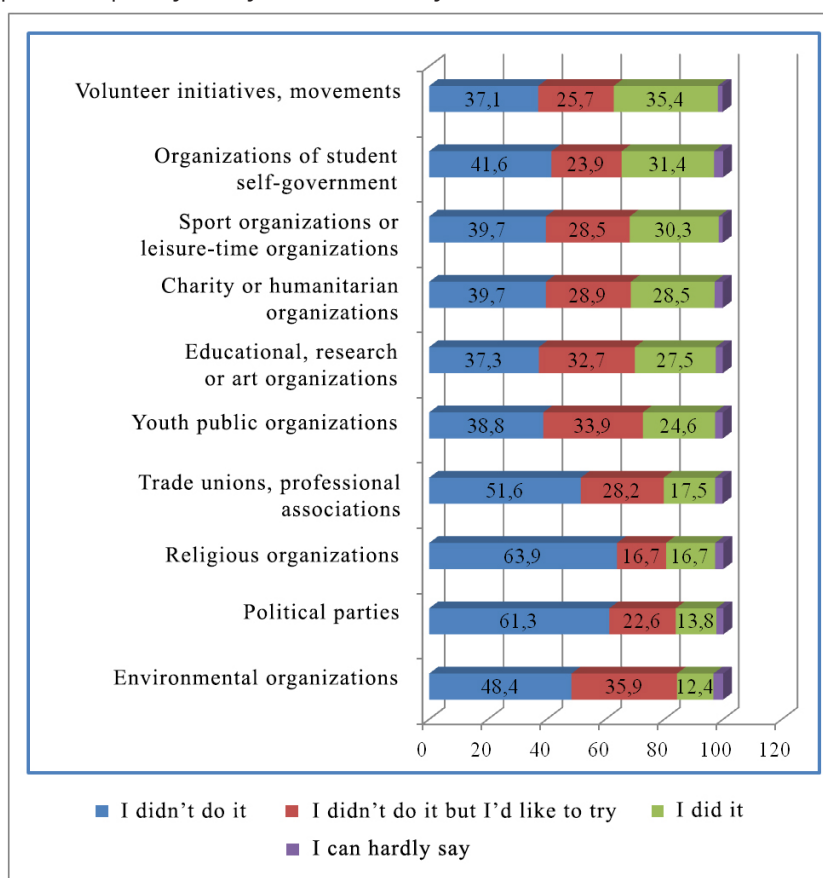 Volunteer initiatives, movements
37,1 25,7 35,4
Organizations of student
self-government
41,6 23,9 31,4
Sport organizations or
leisure-time organizations
39,7 28,5 30,3
Charity or humanitarian
organizations
39,7 28,9 28,5
Educational, research
or art organizations
37,3 32,7 27,5
Youth public organizations
38,8 33,9 24,6
Trade unions, professional
associations
51,6 28,2 17,5
Religious organizations
63,9 16,7 16,7
Political parties
61,3 22,6 13,8
Environmental organizations
48,4 35,9 12,4
0 20 40 60 80 100 120
I didn't do it I didn't do it but I'd like to try I did it
I can hardly say